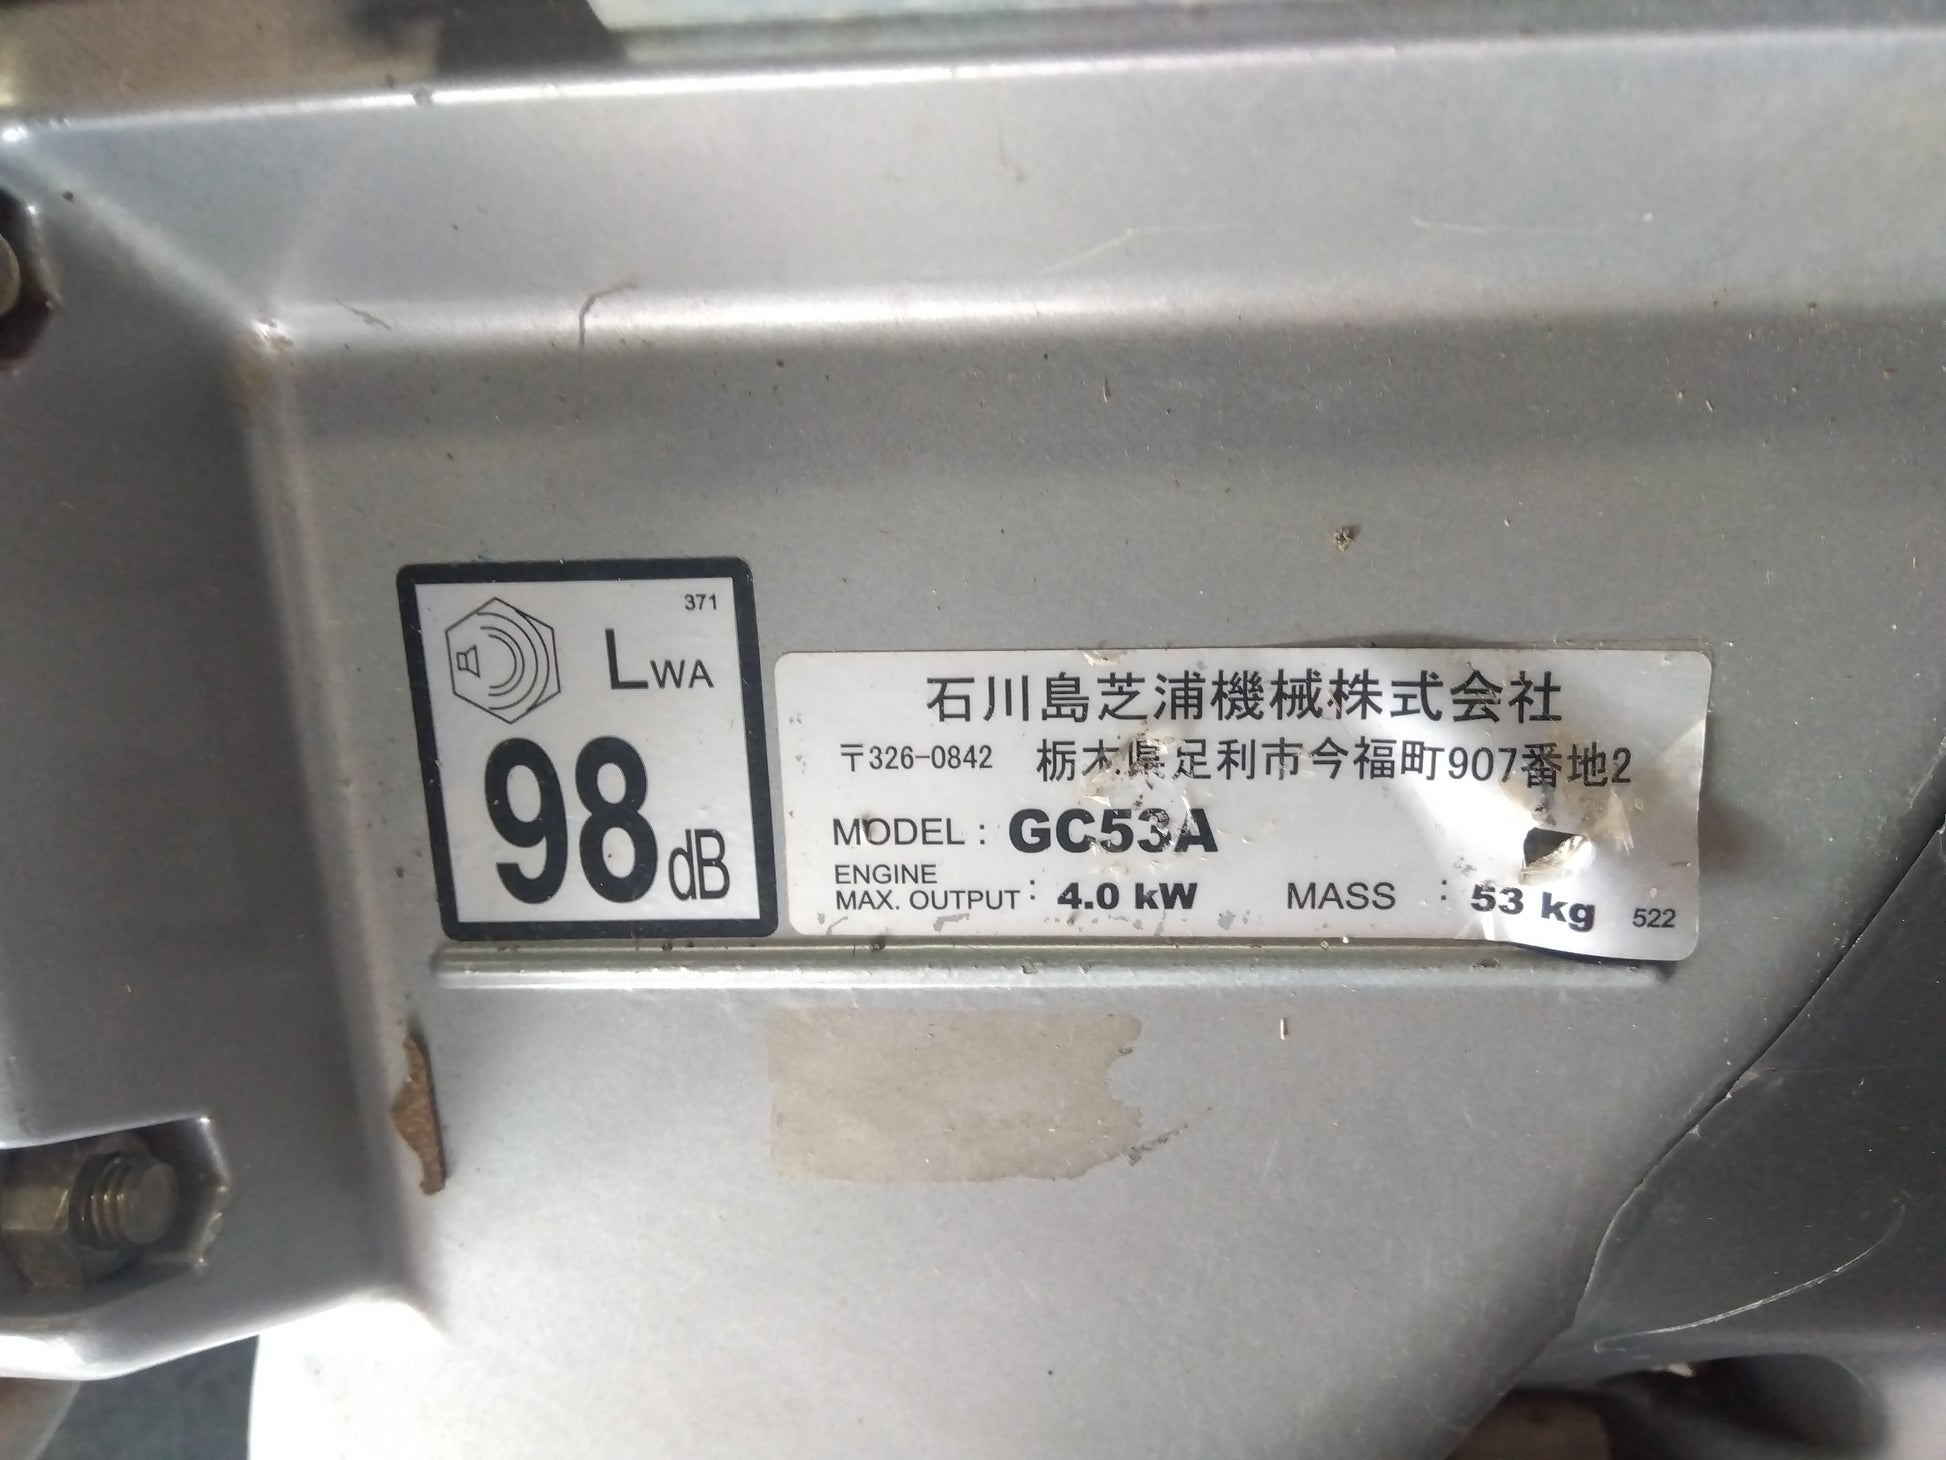 371
LWA
98 dB
石川島芝浦機械株式会社
〒326-0842 栃木県足利市今福町907番地2
MODEL : GC53A
ENGINE
MAX. OUTPUT : 4.0 kW MASS : 53 kg 522